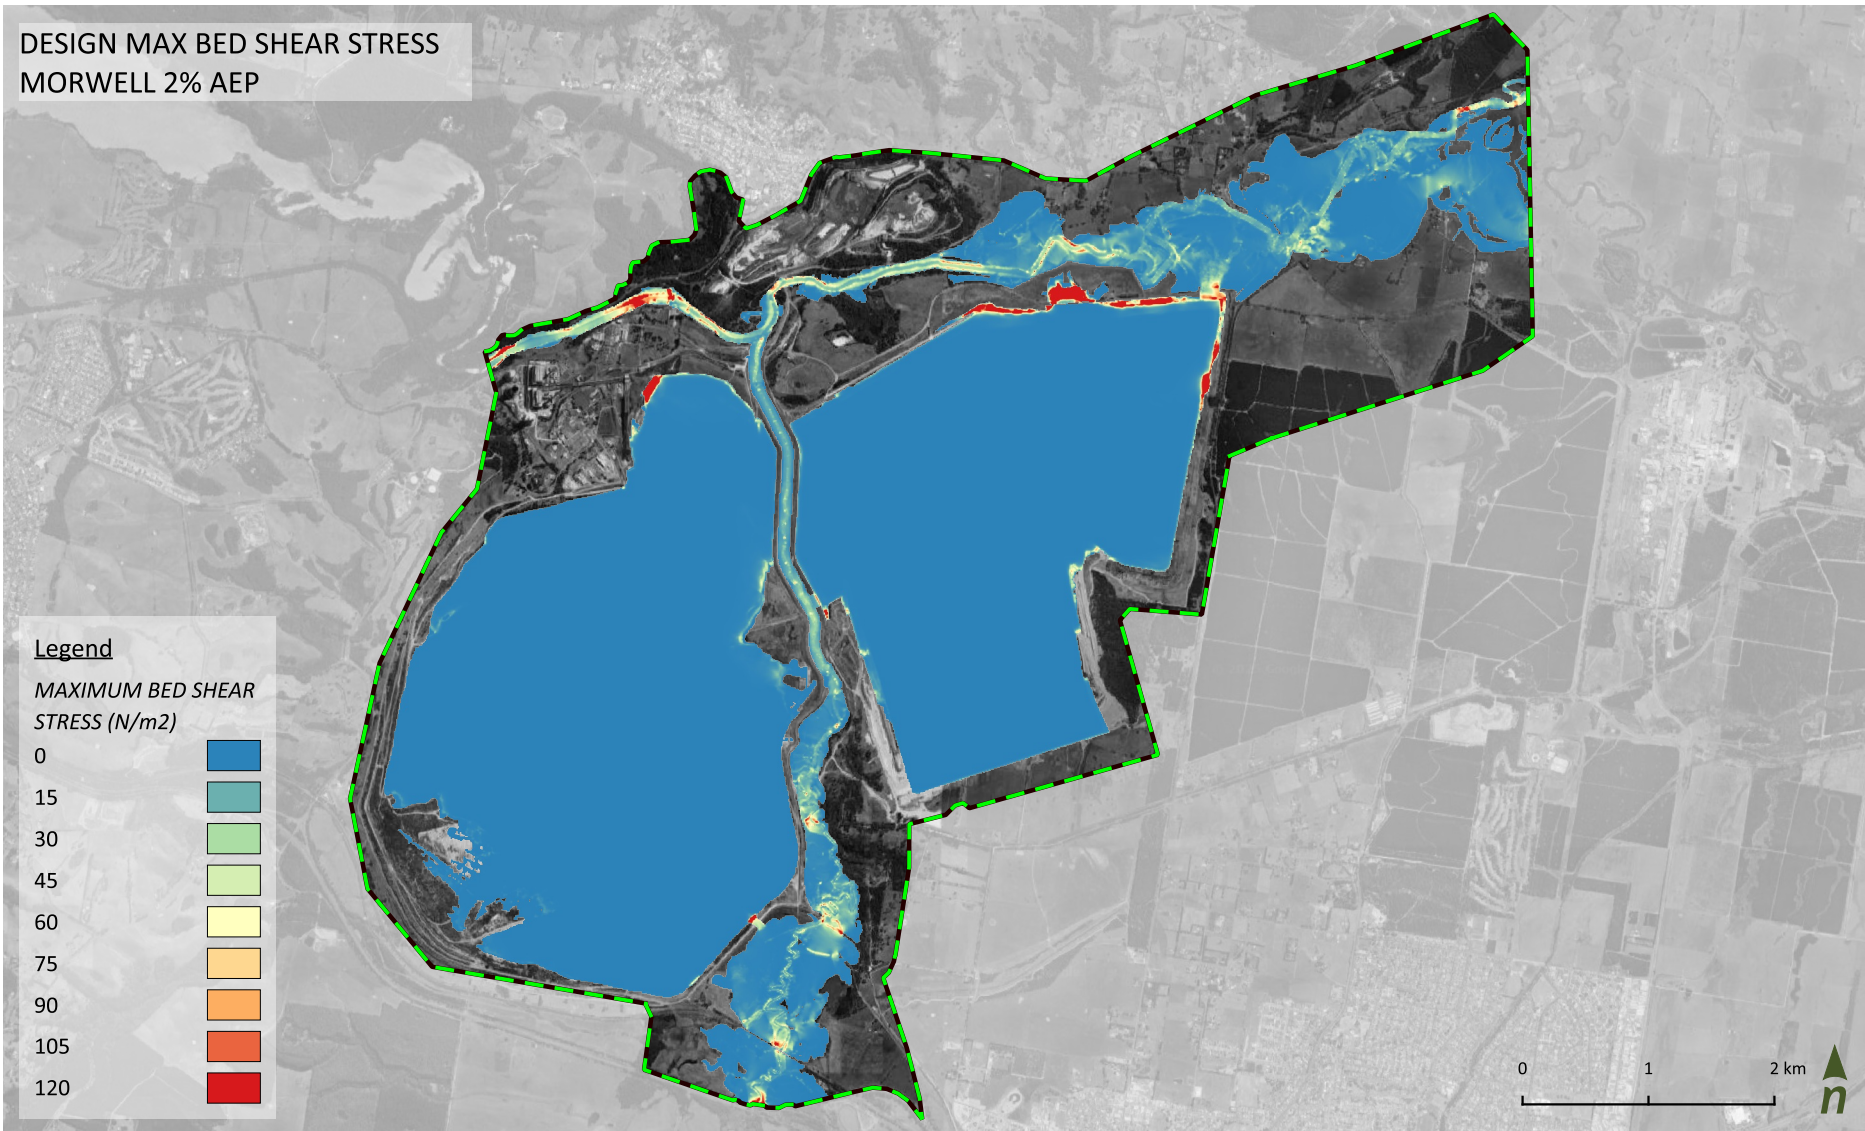 DESIGN MAX BED SHEAR STRESS
MORWELL 2% AEP
Legend
MAXIMUM BED SHEAR
STRESS (N/m2)
0
15
30
45
60
75
90
105
120
0 1 2 km
n